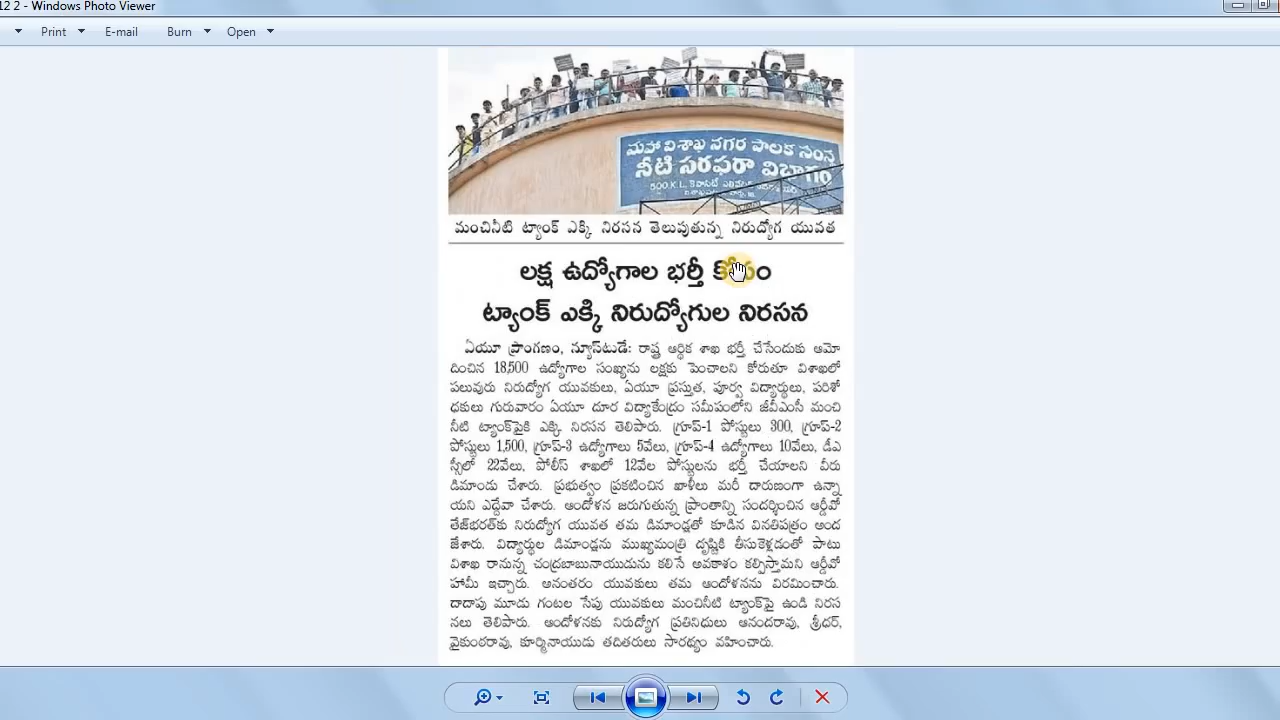 12 2 - Windows Photo Viewer
Print E-mail Burn Open
మహా విశాఖ నగర పాలక సంస్థ
నీటి సరఫరా విభాగం
500 K.L.
మంచినీటి ట్యాంక్ ఎక్కి నిరసన తెలుపుతున్న నిరుద్యోగ యువత
లక్ష ఉద్యోగాల భర్తీ కోసం
ట్యాంక్ ఎక్కి నిరుద్యోగుల నిరసన
ఏయూ ప్రాంగణం, న్యూస్‌టుడే: రాష్ట్ర ఆర్థిక శాఖ భర్తీ చేసేందుకు ఆమో
దించిన 18,500 ఉద్యోగాల సంఖ్యను లక్షకు పెంచాలని కోరుతూ విశాఖలో
పలువురు నిరుద్యోగ యువకులు, ఏయూ ప్రస్తుత, పూర్వ విద్యార్థులు, పరిశో
ధకులు గురువారం ఏయూ దూర విద్యాకేంద్రం సమీపంలోని జీవీఎంసీ మంచి
నీటి ట్యాంక్‌పైకి ఎక్కి నిరసన తెలిపారు. గ్రూప్-1 పోస్టులు 300, గ్రూప్-2
పోస్టులు 1,500, గ్రూప్-3 ఉద్యోగాలు 5వేలు, గ్రూప్-4 ఉద్యోగాలు 10వేలు, డీఎ
స్సీలో 22వేలు, పోలీస్ శాఖలో 12వేల పోస్టులను భర్తీ చేయాలని వీరు
డిమాండు చేశారు. ప్రభుత్వం ప్రకటించిన ఖాళీలు మరీ దారుణంగా ఉన్నా
యని ఎద్దేవా చేశారు. ఆందోళన జరుగుతున్న ప్రాంతాన్ని సందర్శించిన ఆర్డీవో
తేజ్‌భరత్‌కు నిరుద్యోగ యువత తమ డిమాండ్లతో కూడిన వినతిపత్రం అంద
జేశారు. విద్యార్థుల డిమాండ్లను ముఖ్యమంత్రి దృష్టికి తీసుకెళ్లడంతో పాటు
విశాఖ రానున్న చంద్రబాబునాయుడును కలిసే అవకాశం కల్పిస్తామని ఆర్డీవో
హామీ ఇచ్చారు. అనంతరం యువకులు తమ ఆందోళనను విరమించారు.
దాదాపు మూడు గంటల సేపు యువకులు మంచినీటి ట్యాంక్‌పై ఉండి నిరస
నలు తెలిపారు. ఆందోళనకు నిరుద్యోగ ప్రతినిధులు ఆనందరావు, శ్రీధర్,
వైకుంఠరావు, కూర్మినాయుడు తదితరులు సారథ్యం వహించారు.